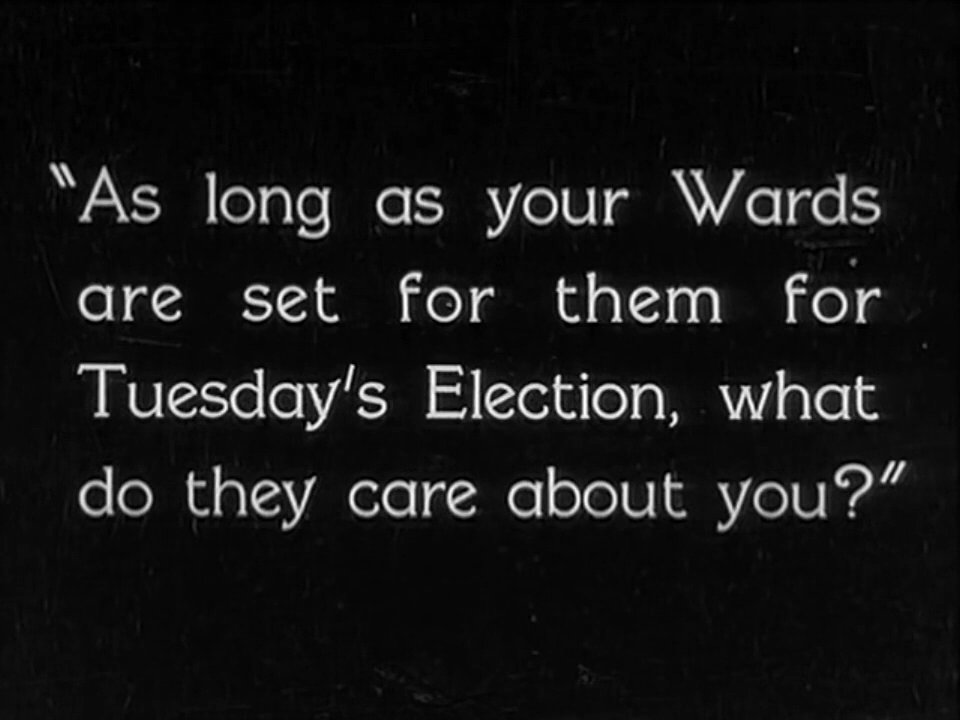 "As long as your Wards
are set for them for
Tuesday's Election, what
do they care about you?"